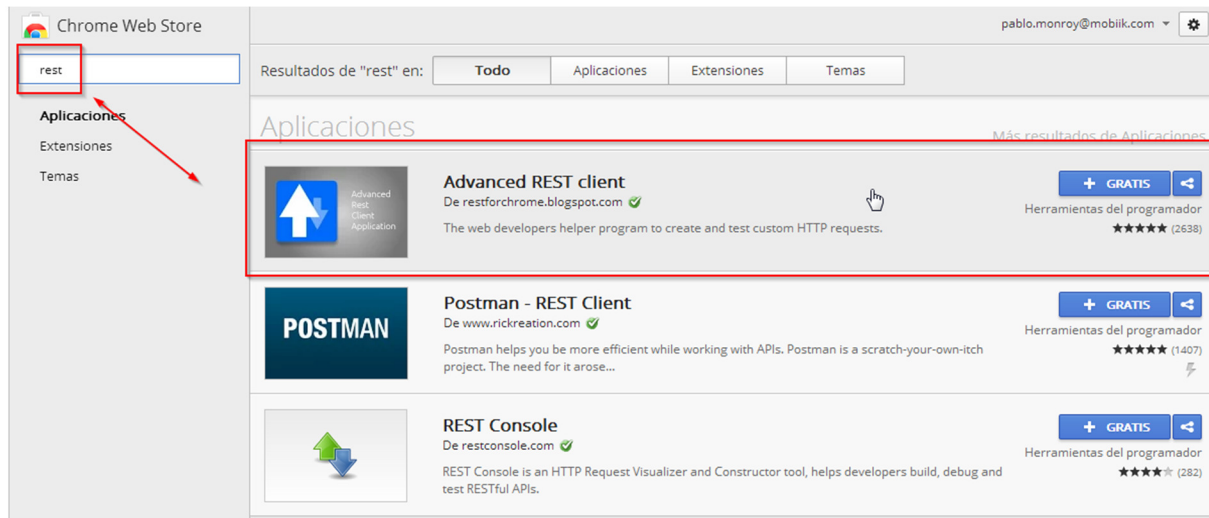 Chrome Web Store
pablo.monroy@mobiik.com
rest
Resultados de "rest" en:
Todo
Aplicaciones
Extensiones
Temas
Aplicaciones
Extensiones
Temas
Aplicaciones
Más resultados de Aplicaciones
Advanced
Rest
Client
Application
Advanced REST client
De restforchrome.blogspot.com
The web developers helper program to create and test custom HTTP requests.
+ GRATIS
Herramientas del programador
★★★★★ (2638)
POSTMAN
Postman - REST Client
De www.rickreation.com
Postman helps you be more efficient while working with APIs. Postman is a scratch-your-own-itch
project. The need for it arose...
+ GRATIS
Herramientas del programador
★★★★★ (1407)
REST Console
De restconsole.com
REST Console is an HTTP Request Visualizer and Constructor tool, helps developers build, debug and
test RESTful APIs.
+ GRATIS
Herramientas del programador
★★★★☆ (282)